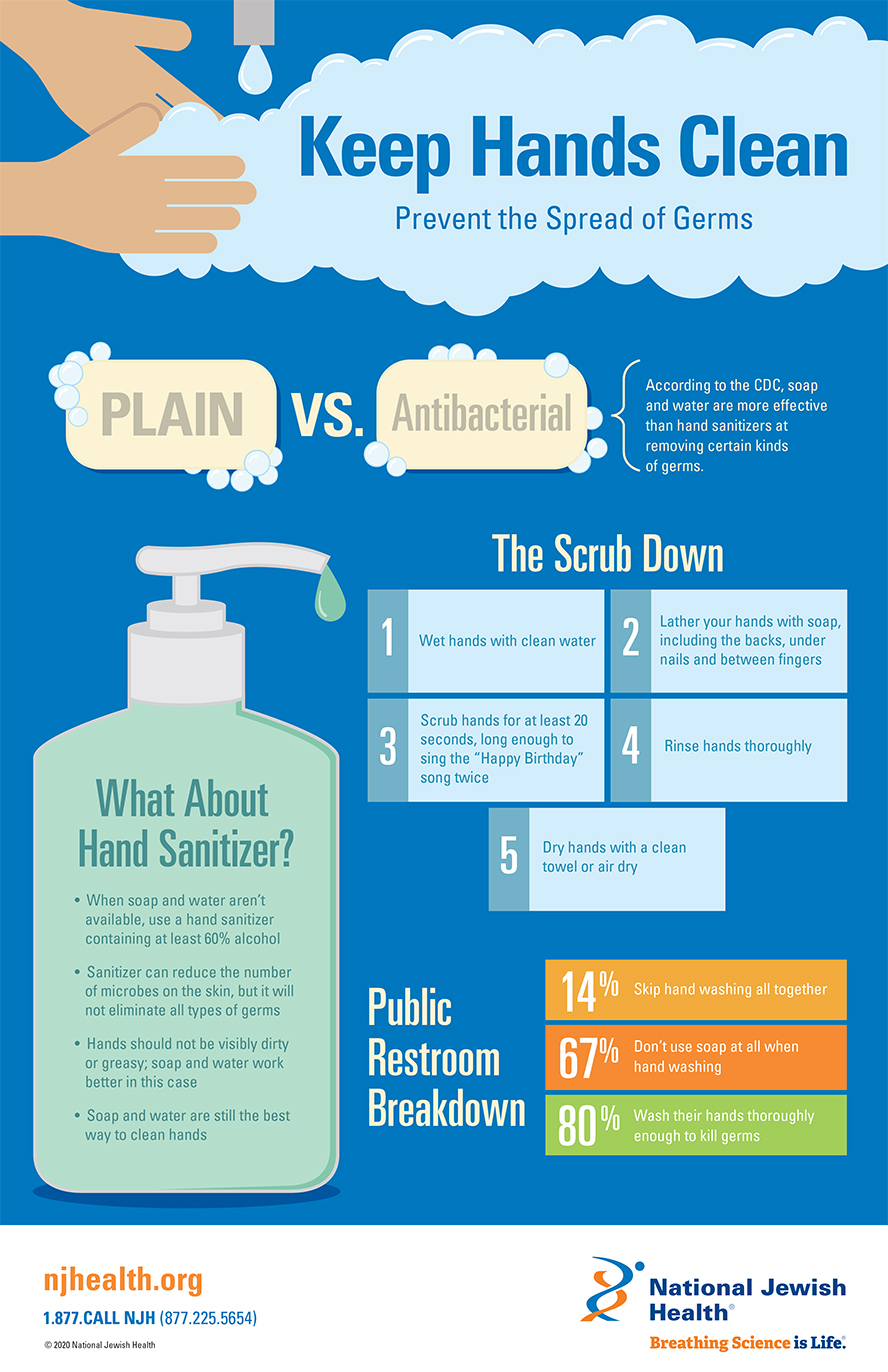 Keep Hands Clean
Prevent the Spread of Germs
PLAIN
VS.
Antibacterial
According to the CDC, soap
and water are more effective
than hand sanitizers at
removing certain kinds
of germs.
The Scrub Down
1
Wet hands with clean water
2
Lather your hands with soap,
including the backs, under
nails and between fingers
3
Scrub hands for at least 20
seconds, long enough to
sing the “Happy Birthday”
song twice
4
Rinse hands thoroughly
5
Dry hands with a clean
towel or air dry
What About
Hand Sanitizer?
• When soap and water aren’t
available, use a hand sanitizer
containing at least 60% alcohol
• Sanitizer can reduce the number
of microbes on the skin, but it will
not eliminate all types of germs
• Hands should not be visibly dirty
or greasy; soap and water work
better in this case
• Soap and water are still the best
way to clean hands
Public
Restroom
Breakdown
14%
Skip hand washing all together
67%
Don’t use soap at all when
hand washing
80%
Wash their hands thoroughly
enough to kill germs
njhealth.org
1.877.CALL NJH (877.225.5654)
© 2020 National Jewish Health
National Jewish
Health®
Breathing Science is Life.®